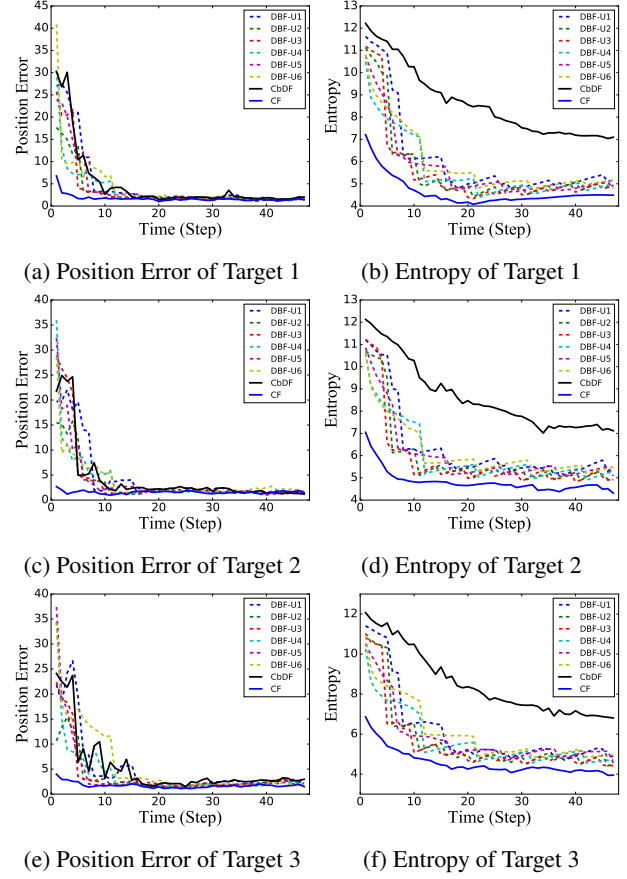 45
40
35
30
25
20
15
10
5
0
Position Error
DBF-U1
DBF-U2
DBF-U3
DBF-U4
DBF-U5
DBF-U6
CbDF
CF
0 10 20 30 40
Time (Step)
(a) Position Error of Target 1
13
12
11
10
9
8
7
6
5
4
Entropy
DBF-U1
DBF-U2
DBF-U3
DBF-U4
DBF-U5
DBF-U6
CbDF
CF
0 10 20 30 40
Time (Step)
(b) Entropy of Target 1
40
35
30
25
20
15
10
5
0
Position Error
DBF-U1
DBF-U2
DBF-U3
DBF-U4
DBF-U5
DBF-U6
CbDF
CF
0 10 20 30 40
Time (Step)
(c) Position Error of Target 2
13
12
11
10
9
8
7
6
5
4
Entropy
DBF-U1
DBF-U2
DBF-U3
DBF-U4
DBF-U5
DBF-U6
CbDF
CF
0 10 20 30 40
Time (Step)
(d) Entropy of Target 2
40
35
30
25
20
15
10
5
0
Position Error
DBF-U1
DBF-U2
DBF-U3
DBF-U4
DBF-U5
DBF-U6
CbDF
CF
0 10 20 30 40
Time (Step)
(e) Position Error of Target 3
12
10
8
6
4
Entropy
DBF-U1
DBF-U2
DBF-U3
DBF-U4
DBF-U5
DBF-U6
CbDF
CF
0 10 20 30 40
Time (Step)
(f) Entropy of Target 3